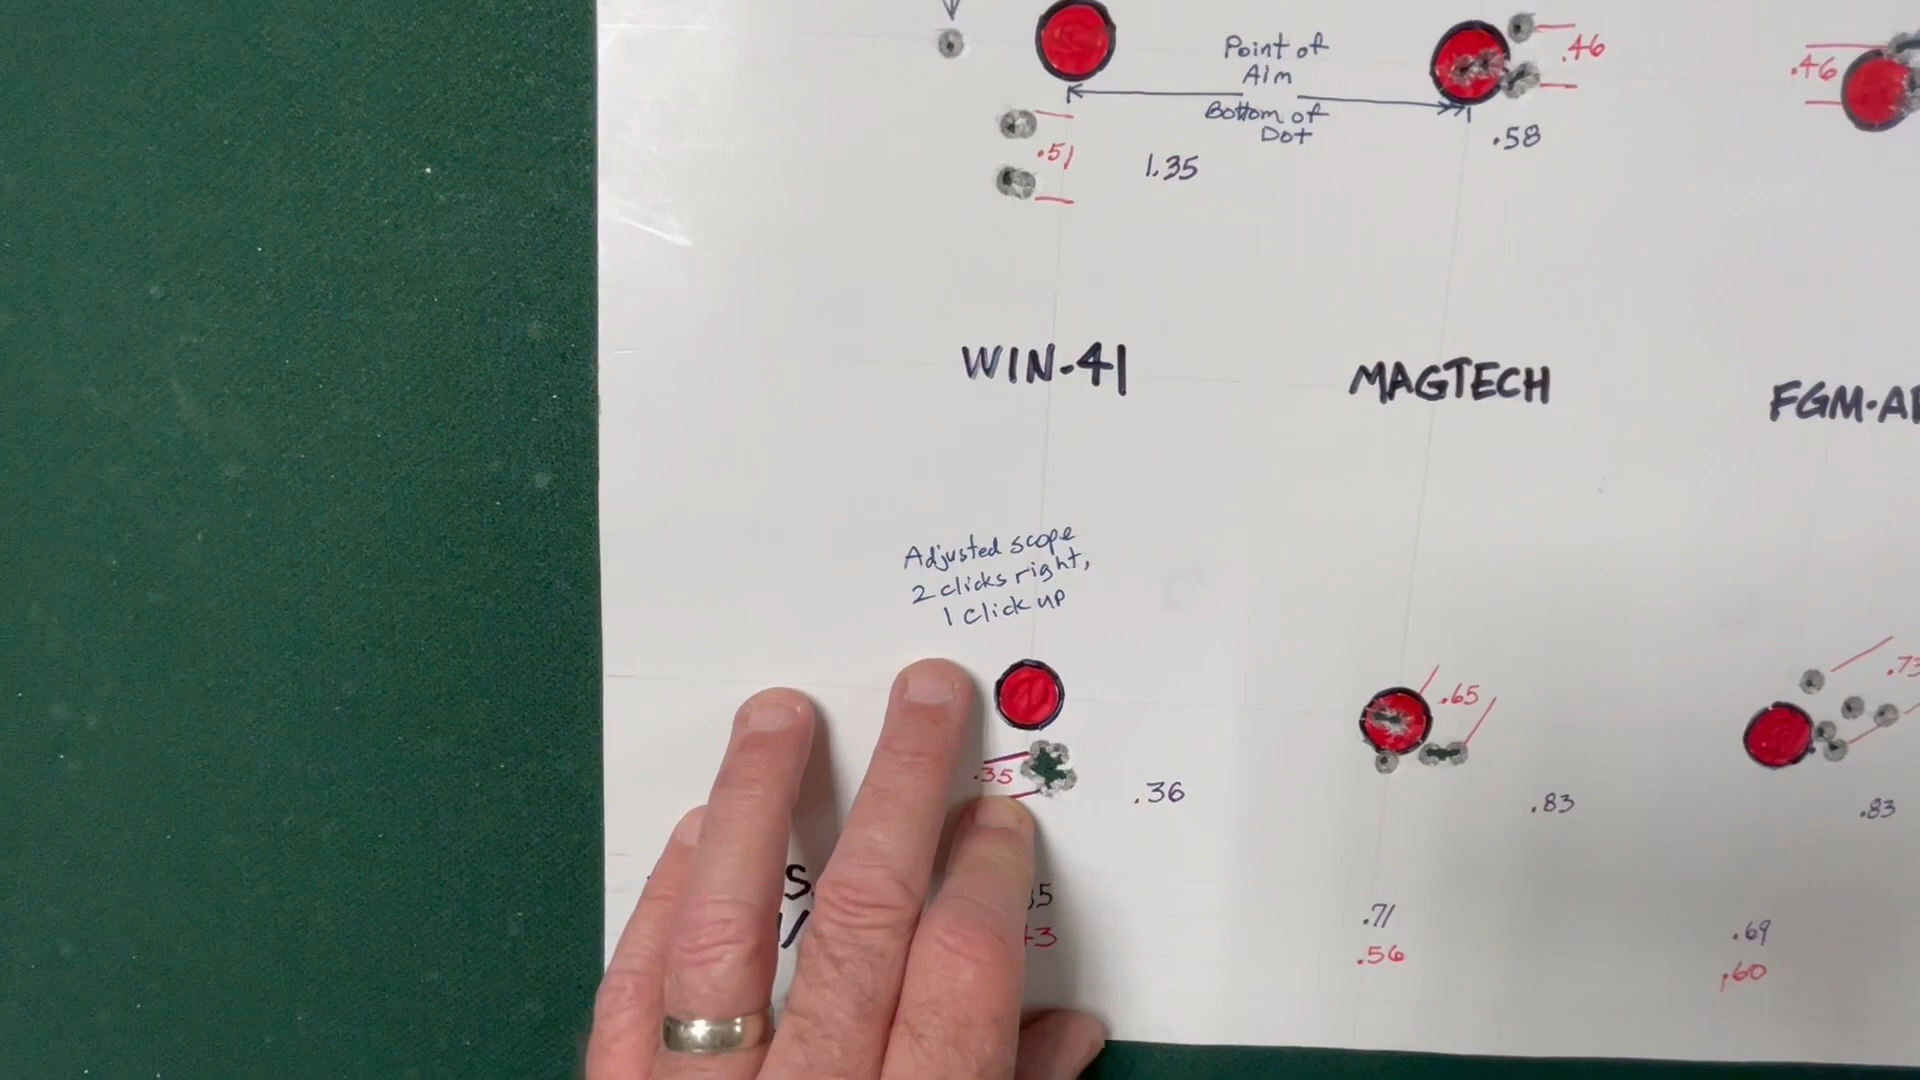 Point of
Aim
Bottom of
Dot
.46
.46
.58
.51
1.35
WIN-41
MAGTECH
Adjusted scope
2 clicks right,
1 click up
.65
.35
.36
.83
.83
.71
.56
.69
.60